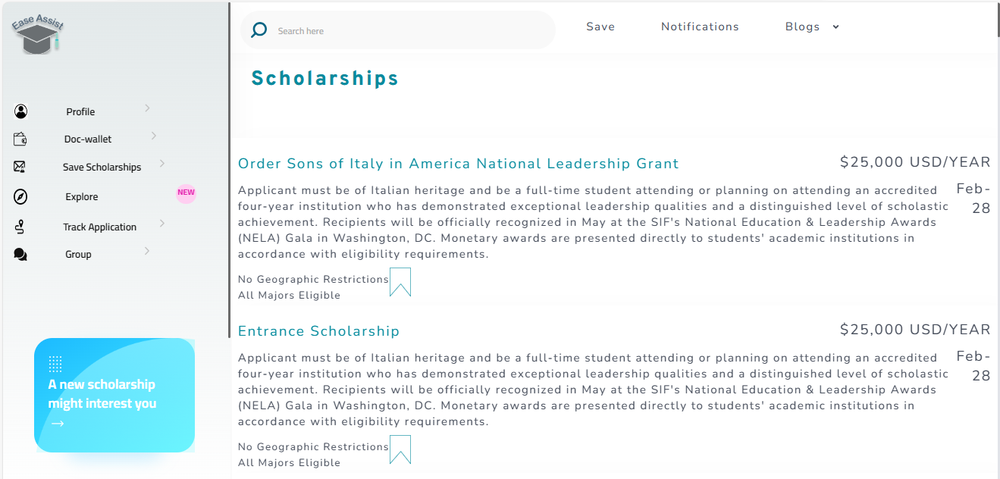 Ease Assist
Search here
Save
Notifications
Blogs
Scholarships
Profile
Doc-wallet
Save Scholarships
Explore
NEW
Track Application
Group
A new scholarship
might interest you
Order Sons of Italy in America National Leadership Grant
$25,000 USD/YEAR
Applicant must be of Italian heritage and be a full-time student attending or planning on attending an accredited
four-year institution who has demonstrated exceptional leadership qualities and a distinguished level of scholastic
achievement. Recipients will be officially recognized in May at the SIF's National Education & Leadership Awards
(NELA) Gala in Washington, DC. Monetary awards are presented directly to students' academic institutions in
accordance with eligibility requirements.
Feb-
28
No Geographic Restrictions
All Majors Eligible
Entrance Scholarship
$25,000 USD/YEAR
Applicant must be of Italian heritage and be a full-time student attending or planning on attending an accredited
four-year institution who has demonstrated exceptional leadership qualities and a distinguished level of scholastic
achievement. Recipients will be officially recognized in May at the SIF's National Education & Leadership Awards
(NELA) Gala in Washington, DC. Monetary awards are presented directly to students' academic institutions in
accordance with eligibility requirements.
Feb-
28
No Geographic Restrictions
All Majors Eligible